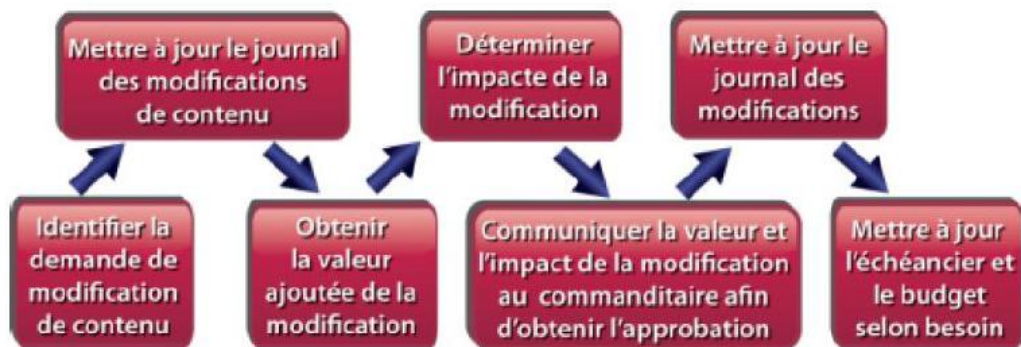 Mettre à jour le journal
des modifications
de contenu
Déterminer
l'impacte de la
modification
Mettre à jour le
journal des
modifications
Identifier la
demande de
modification
de contenu
Obtenir
la valeur
ajoutée de la
modification
Communiquer la valeur et
l'impact de la modification
au commanditaire afin
d'obtenir l'approbation
Mettre à jour
l'échéancier et
le budget
selon besoin